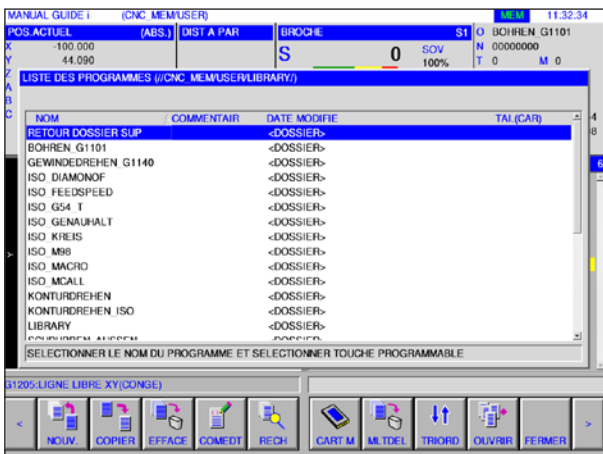 MANUAL GUIDE i (CNC_MEM/USER) MEM 11:32:34
POS.ACTUEL (ABS.) DIST A PAR BROCHE S1 O BOHREN_G1101
X -100.000 S 0 SOV 100% N 00000000
Y 44.090 T 0 M 0
Z
A
B
C
LISTE DES PROGRAMMES (//CNC_MEM/USER/LIBRARY/)
NOM COMMENTAIR DATE MODIFIE TAI.(CAR)
RETOUR DOSSIER SUP <DOSSIER>
BOHREN_G1101 <DOSSIER>
GEWINDEDREHEN_G1140 <DOSSIER>
ISO_DIAMONOF <DOSSIER>
ISO_FEEDSPEED <DOSSIER>
ISO_G54_T <DOSSIER>
ISO_GENAUHALT <DOSSIER>
ISO_KREIS <DOSSIER>
ISO_M98 <DOSSIER>
ISO_MACRO <DOSSIER>
ISO_MCALL <DOSSIER>
KONTURDREHEN <DOSSIER>
KONTURDREHEN_ISO <DOSSIER>
LIBRARY <DOSSIER>
SELECTIONNER LE NOM DU PROGRAMME ET SELECTIONNER TOUCHE PROGRAMMABLE
G1205:LIGNE LIBRE XY(CONGE)
< NOUV. COPIER EFFACE COMEDT RECH CART M MLTDEL TRIORD OUVRIR FERMER >